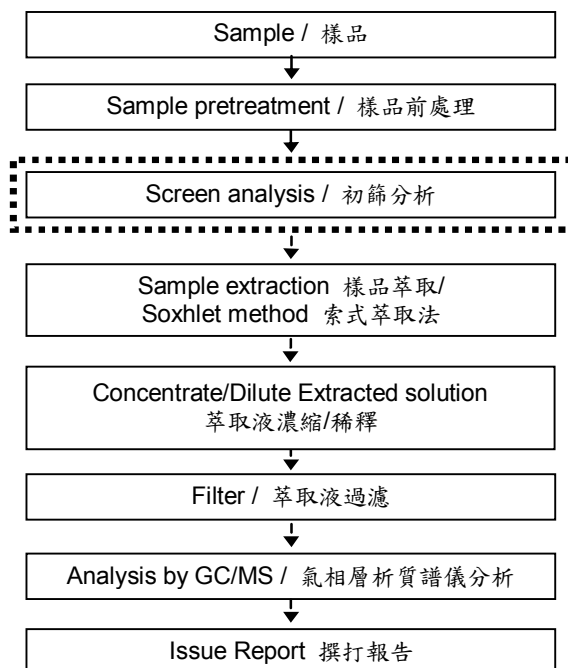 Sample / 樣品
Sample pretreatment / 樣品前處理
Screen analysis / 初篩分析
Sample extraction 樣品萃取/
Soxhlet method 索式萃取法
Concentrate/Dilute Extracted solution
萃取液濃縮/稀釋
Filter / 萃取液過濾
Analysis by GC/MS / 氣相層析質譜儀分析
Issue Report 撰打報告